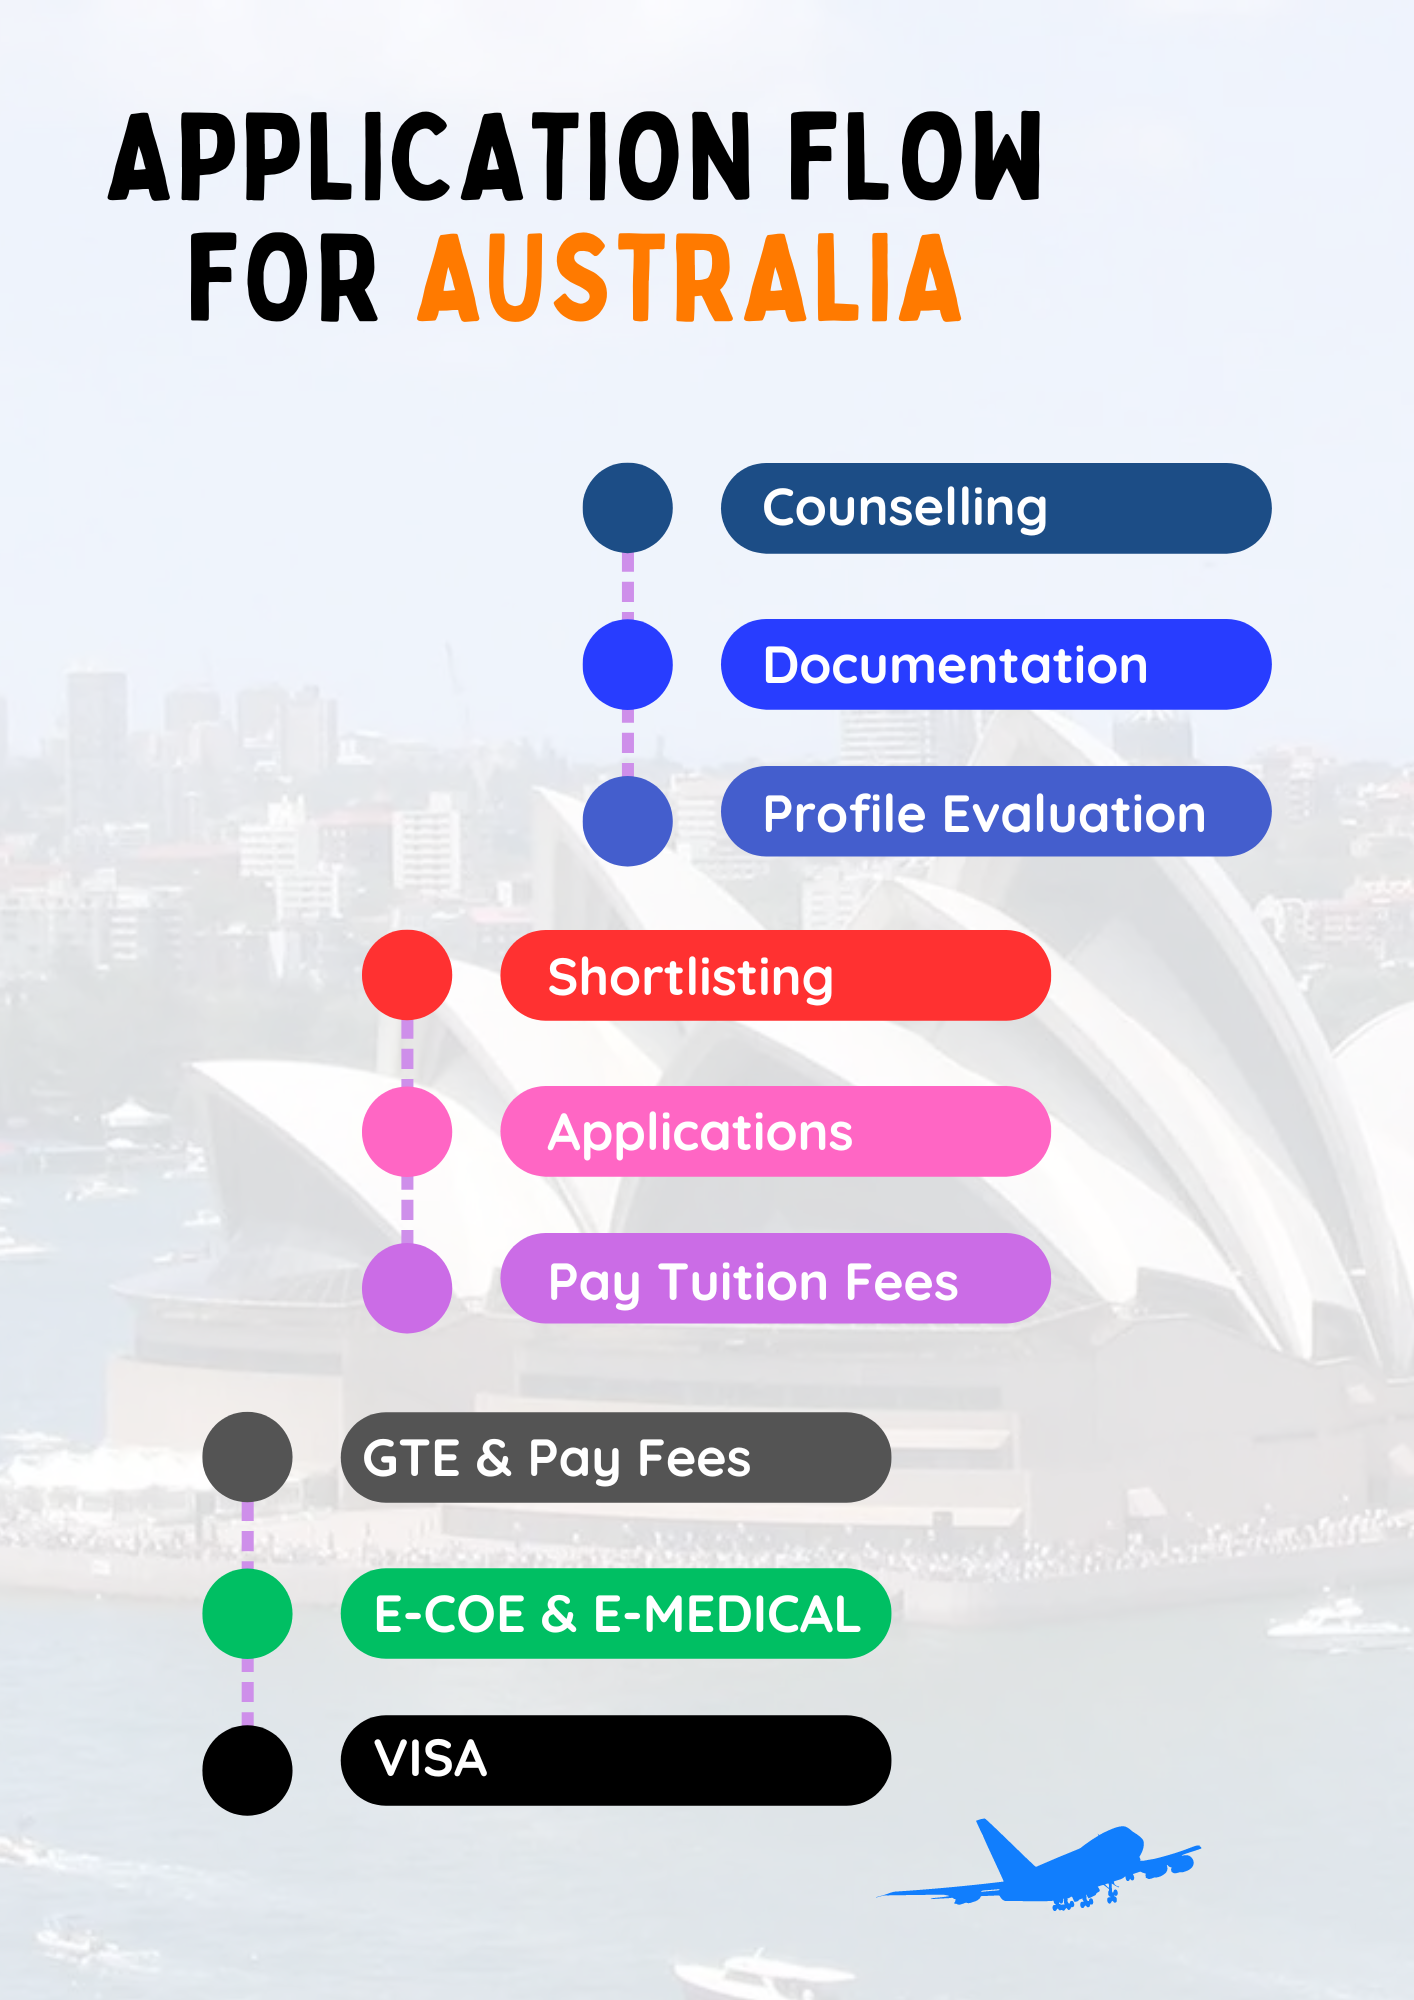 APPLICATION FLOW
FOR AUSTRALIA
Counselling
Documentation
Profile Evaluation
Shortlisting
Applications
Pay Tuition Fees
GTE & Pay Fees
E-COE & E-MEDICAL
VISA